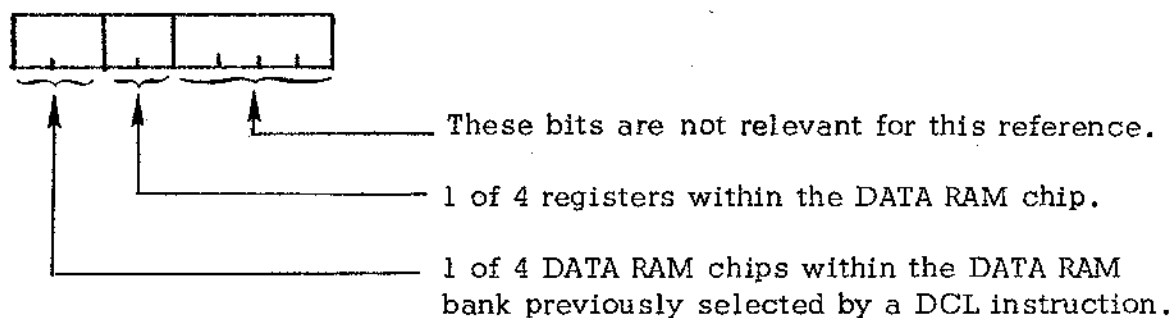 These bits are not relevant for this reference.
1 of 4 registers within the DATA RAM chip.
1 of 4 DATA RAM chips within the DATA RAM
bank previously selected by a DCL instruction.